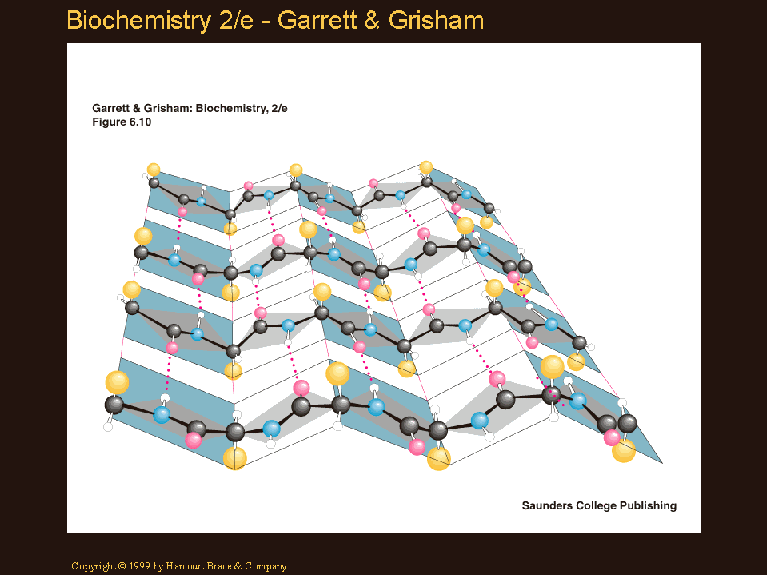 Biochemistry 2/e - Garrett & Grisham
Garrett & Grisham: Biochemistry, 2/e
Figure 6.10
Saunders College Publishing
Copyright © 1999 by Harcourt Brace & Company